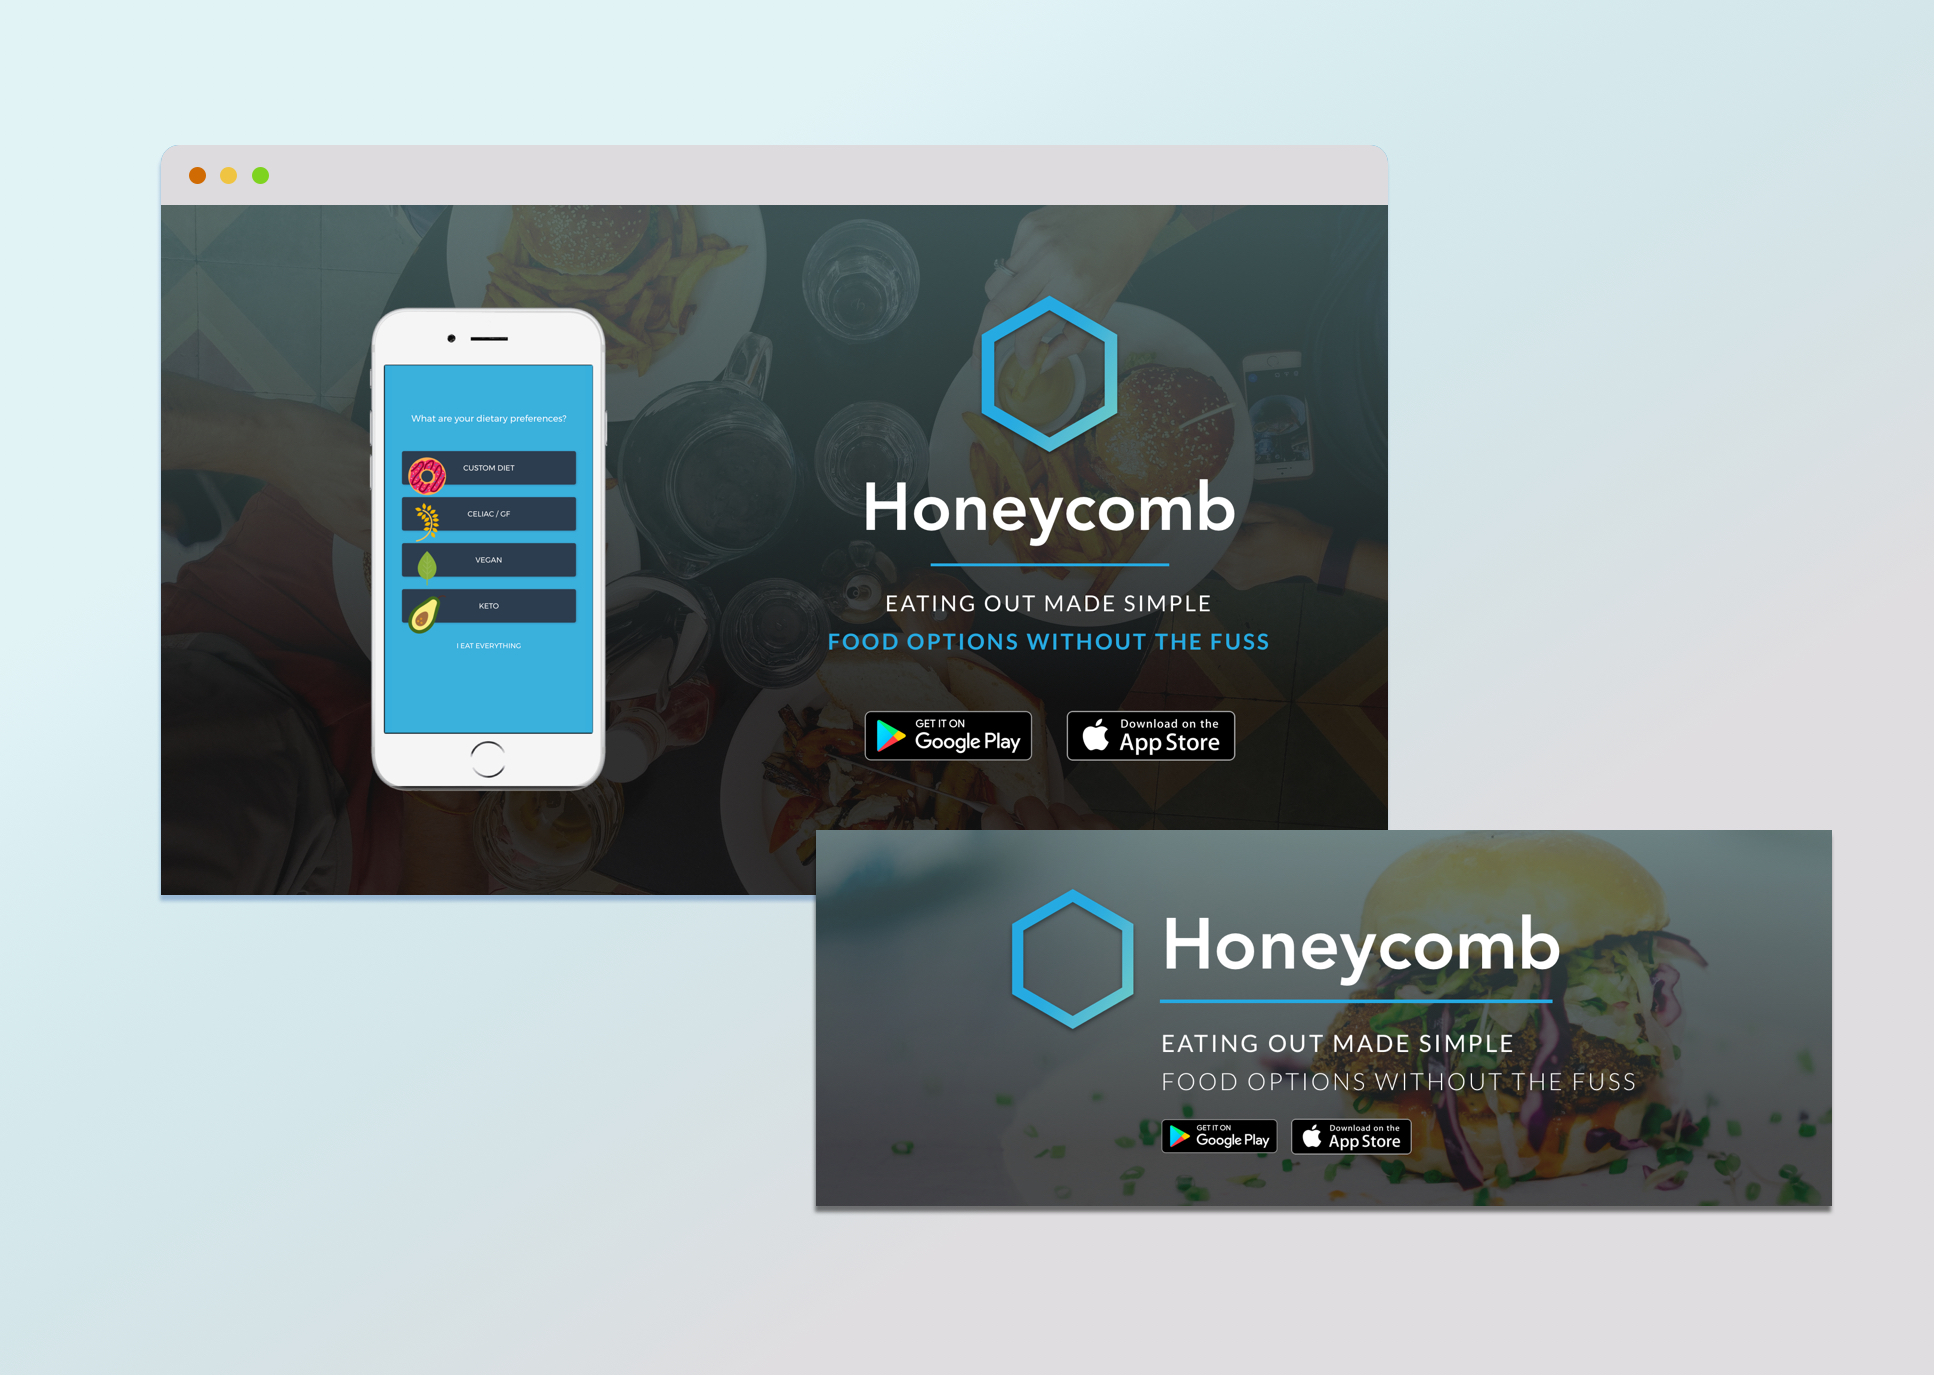 What are your dietary preferences?
CUSTOM DIET
CELIAC / GF
VEGAN
KETO
I EAT EVERYTHING
Honeycomb
EATING OUT MADE SIMPLE
FOOD OPTIONS WITHOUT THE FUSS
GET IT ON
Google Play
Download on the
App Store
Honeycomb
EATING OUT MADE SIMPLE
FOOD OPTIONS WITHOUT THE FUSS
GET IT ON
Google Play
Download on the
App Store